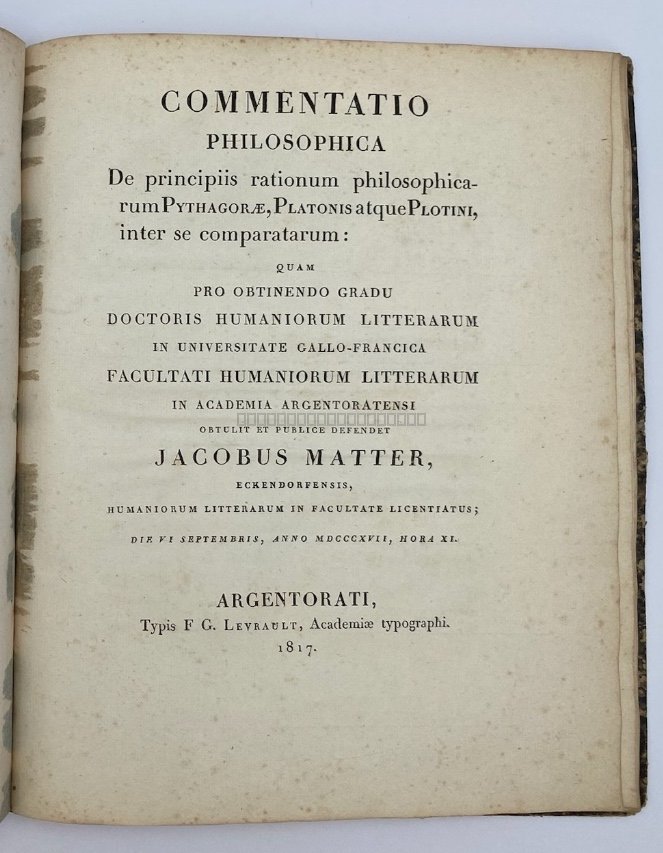 COMMENTATIO
PHILOSOPHICA
De principiis rationum philosophica-
rum PYTHAGORÆ, PLATONIS atque PLOTINI,
inter se comparatarum:
QUAM
PRO OBTINENDO GRADU
DOCTORIS HUMANIORUM LITTERARUM
IN UNIVERSITATE GALLO-FRANCICA
FACULTATI HUMANIORUM LITTERARUM
IN ACADEMIA ARGENTORATENSI
OBTULIT ET PUBLICE DEFENDET
JACOBUS MATTER,
ECKENDORFENSIS,
HUMANIORUM LITTERARUM IN FACULTATE LICENTIATUS;
DIE VI SEPTEMBRIS, ANNO MDCCCXVII, HORA XI.
ARGENTORATI,
Typis F G. LEVRAULT, Academiæ typographi.
1817.